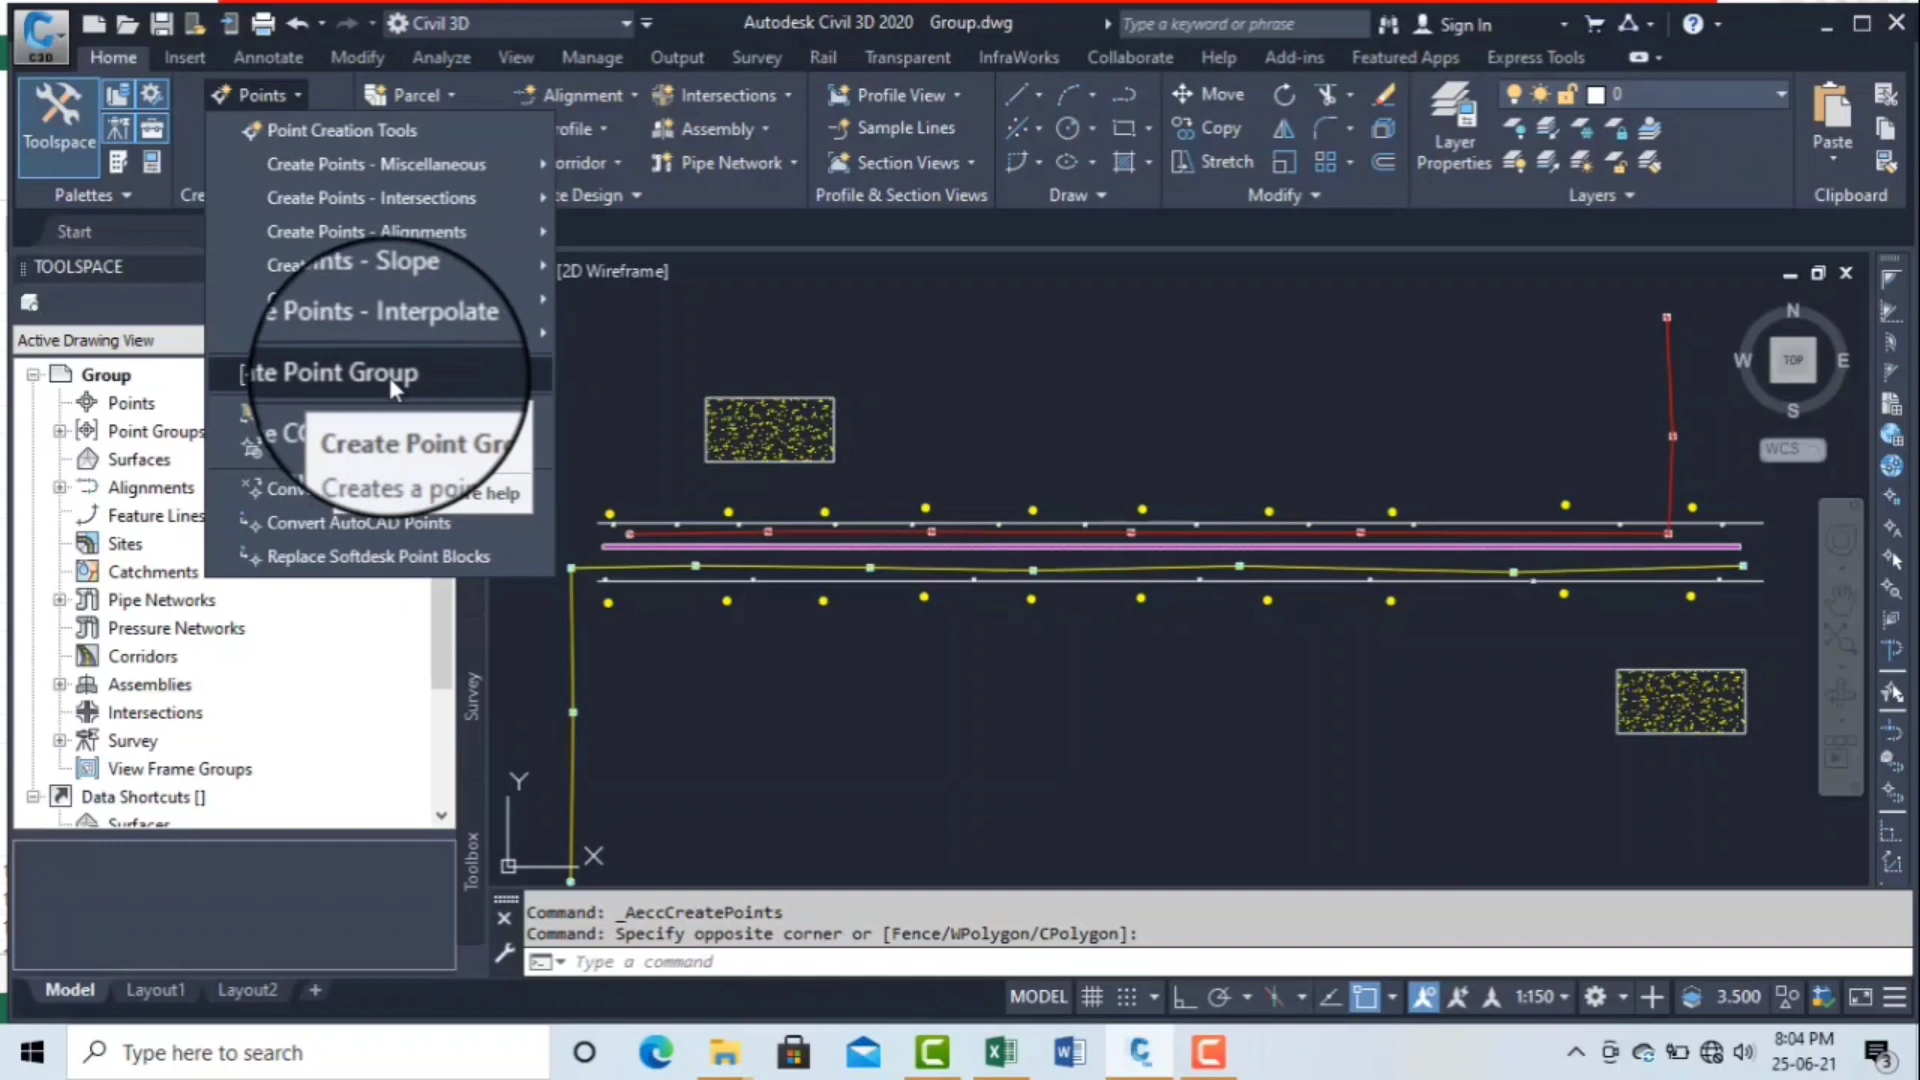 Civil 3D
Autodesk Civil 3D 2020 Group.dwg
Type a keyword or phrase
Sign In
C3D
Home Insert Annotate Modify Analyze View Manage Output Survey Rail Transparent InfraWorks Collaborate Help Add-ins Featured Apps Express Tools
Toolspace
Palettes
Points
Parcel
Alignment
Intersections
Assembly
Pipe Network
Profile View
Sample Lines
Section Views
Profile & Section Views
Move
Copy
Stretch
Draw
Modify
Layer
Properties
0
Layers
Paste
Clipboard
Point Creation Tools
Create Points - Miscellaneous
Create Points - Intersections
Create Points - Alignments
nts - Slope
e Points - Interpolate
te Point Group
Create Point Gr
Creates a poi
e help
Convert AutoCAD Points
Replace Softdesk Point Blocks
Start
TOOLSPACE
Active Drawing View
Group
Points
Point Groups
Surfaces
Alignments
Feature Lines
Sites
Catchments
Pipe Networks
Pressure Networks
Corridors
Assemblies
Intersections
Survey
View Frame Groups
Data Shortcuts []
Surfaces
Survey
Toolbox
[2D Wireframe]
N
W TOP E
S
WCS
Y
X
Command: _AeccCreatePoints
Command: Specify opposite corner or [Fence/WPolygon/CPolygon]:
Type a command
Model Layout1 Layout2 +
MODEL
1:150
3.500
Type here to search
8:04 PM
25-06-21
3